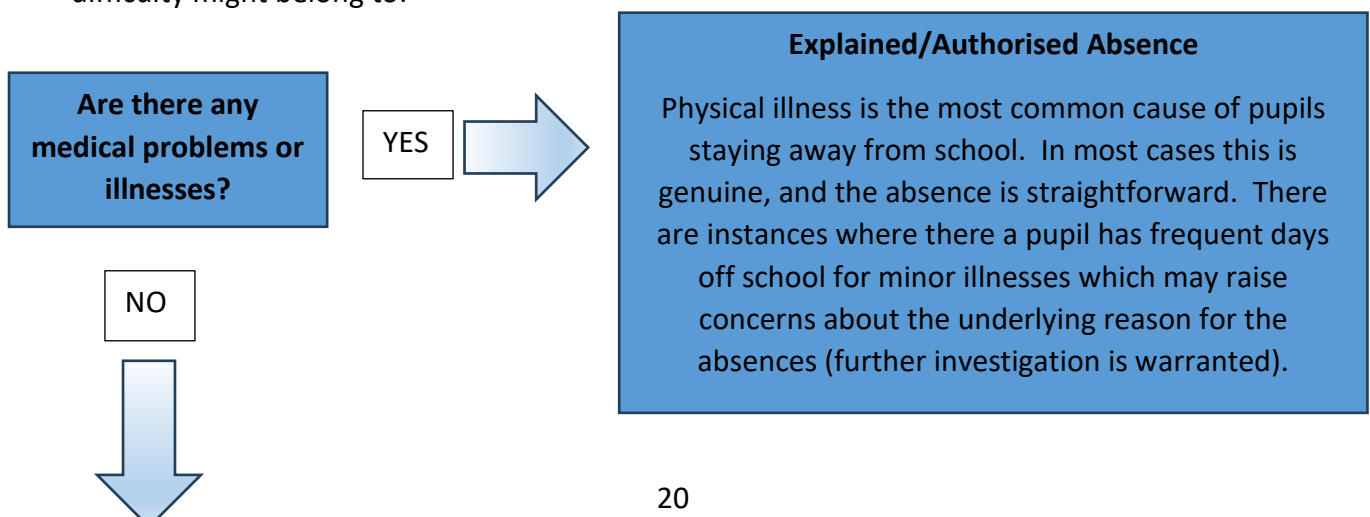 difficulty might belong to.
Are there any
medical problems or
illnesses?
YES
Explained/Authorised Absence
Physical illness is the most common cause of pupils
staying away from school.  In most cases this is
genuine, and the absence is straightforward.  There
are instances where there a pupil has frequent days
off school for minor illnesses which may raise
concerns about the underlying reason for the
absences (further investigation is warranted).
NO
20